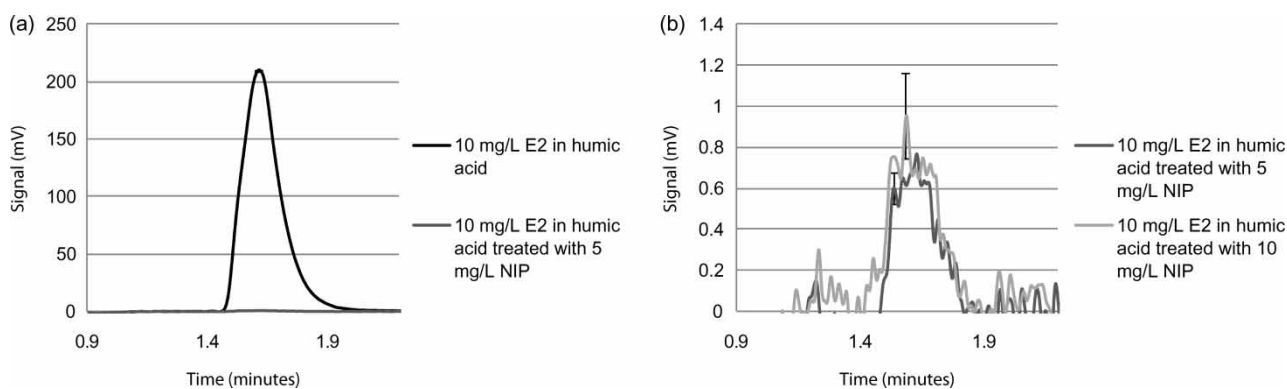 (a)
250
200
150
100
50
0
Signal (mV)
0.9
1.4
1.9
Time (minutes)
10 mg/L E2 in humic
acid
10 mg/L E2 in humic
acid treated with 5
mg/L NIP
(b)
1.4
1.2
1
0.8
0.6
0.4
0.2
0
Signal (mV)
0.9
1.4
1.9
Time (minutes)
10 mg/L E2 in humic
acid treated with 5
mg/L NIP
10 mg/L E2 in humic
acid treated with 10
mg/L NIP